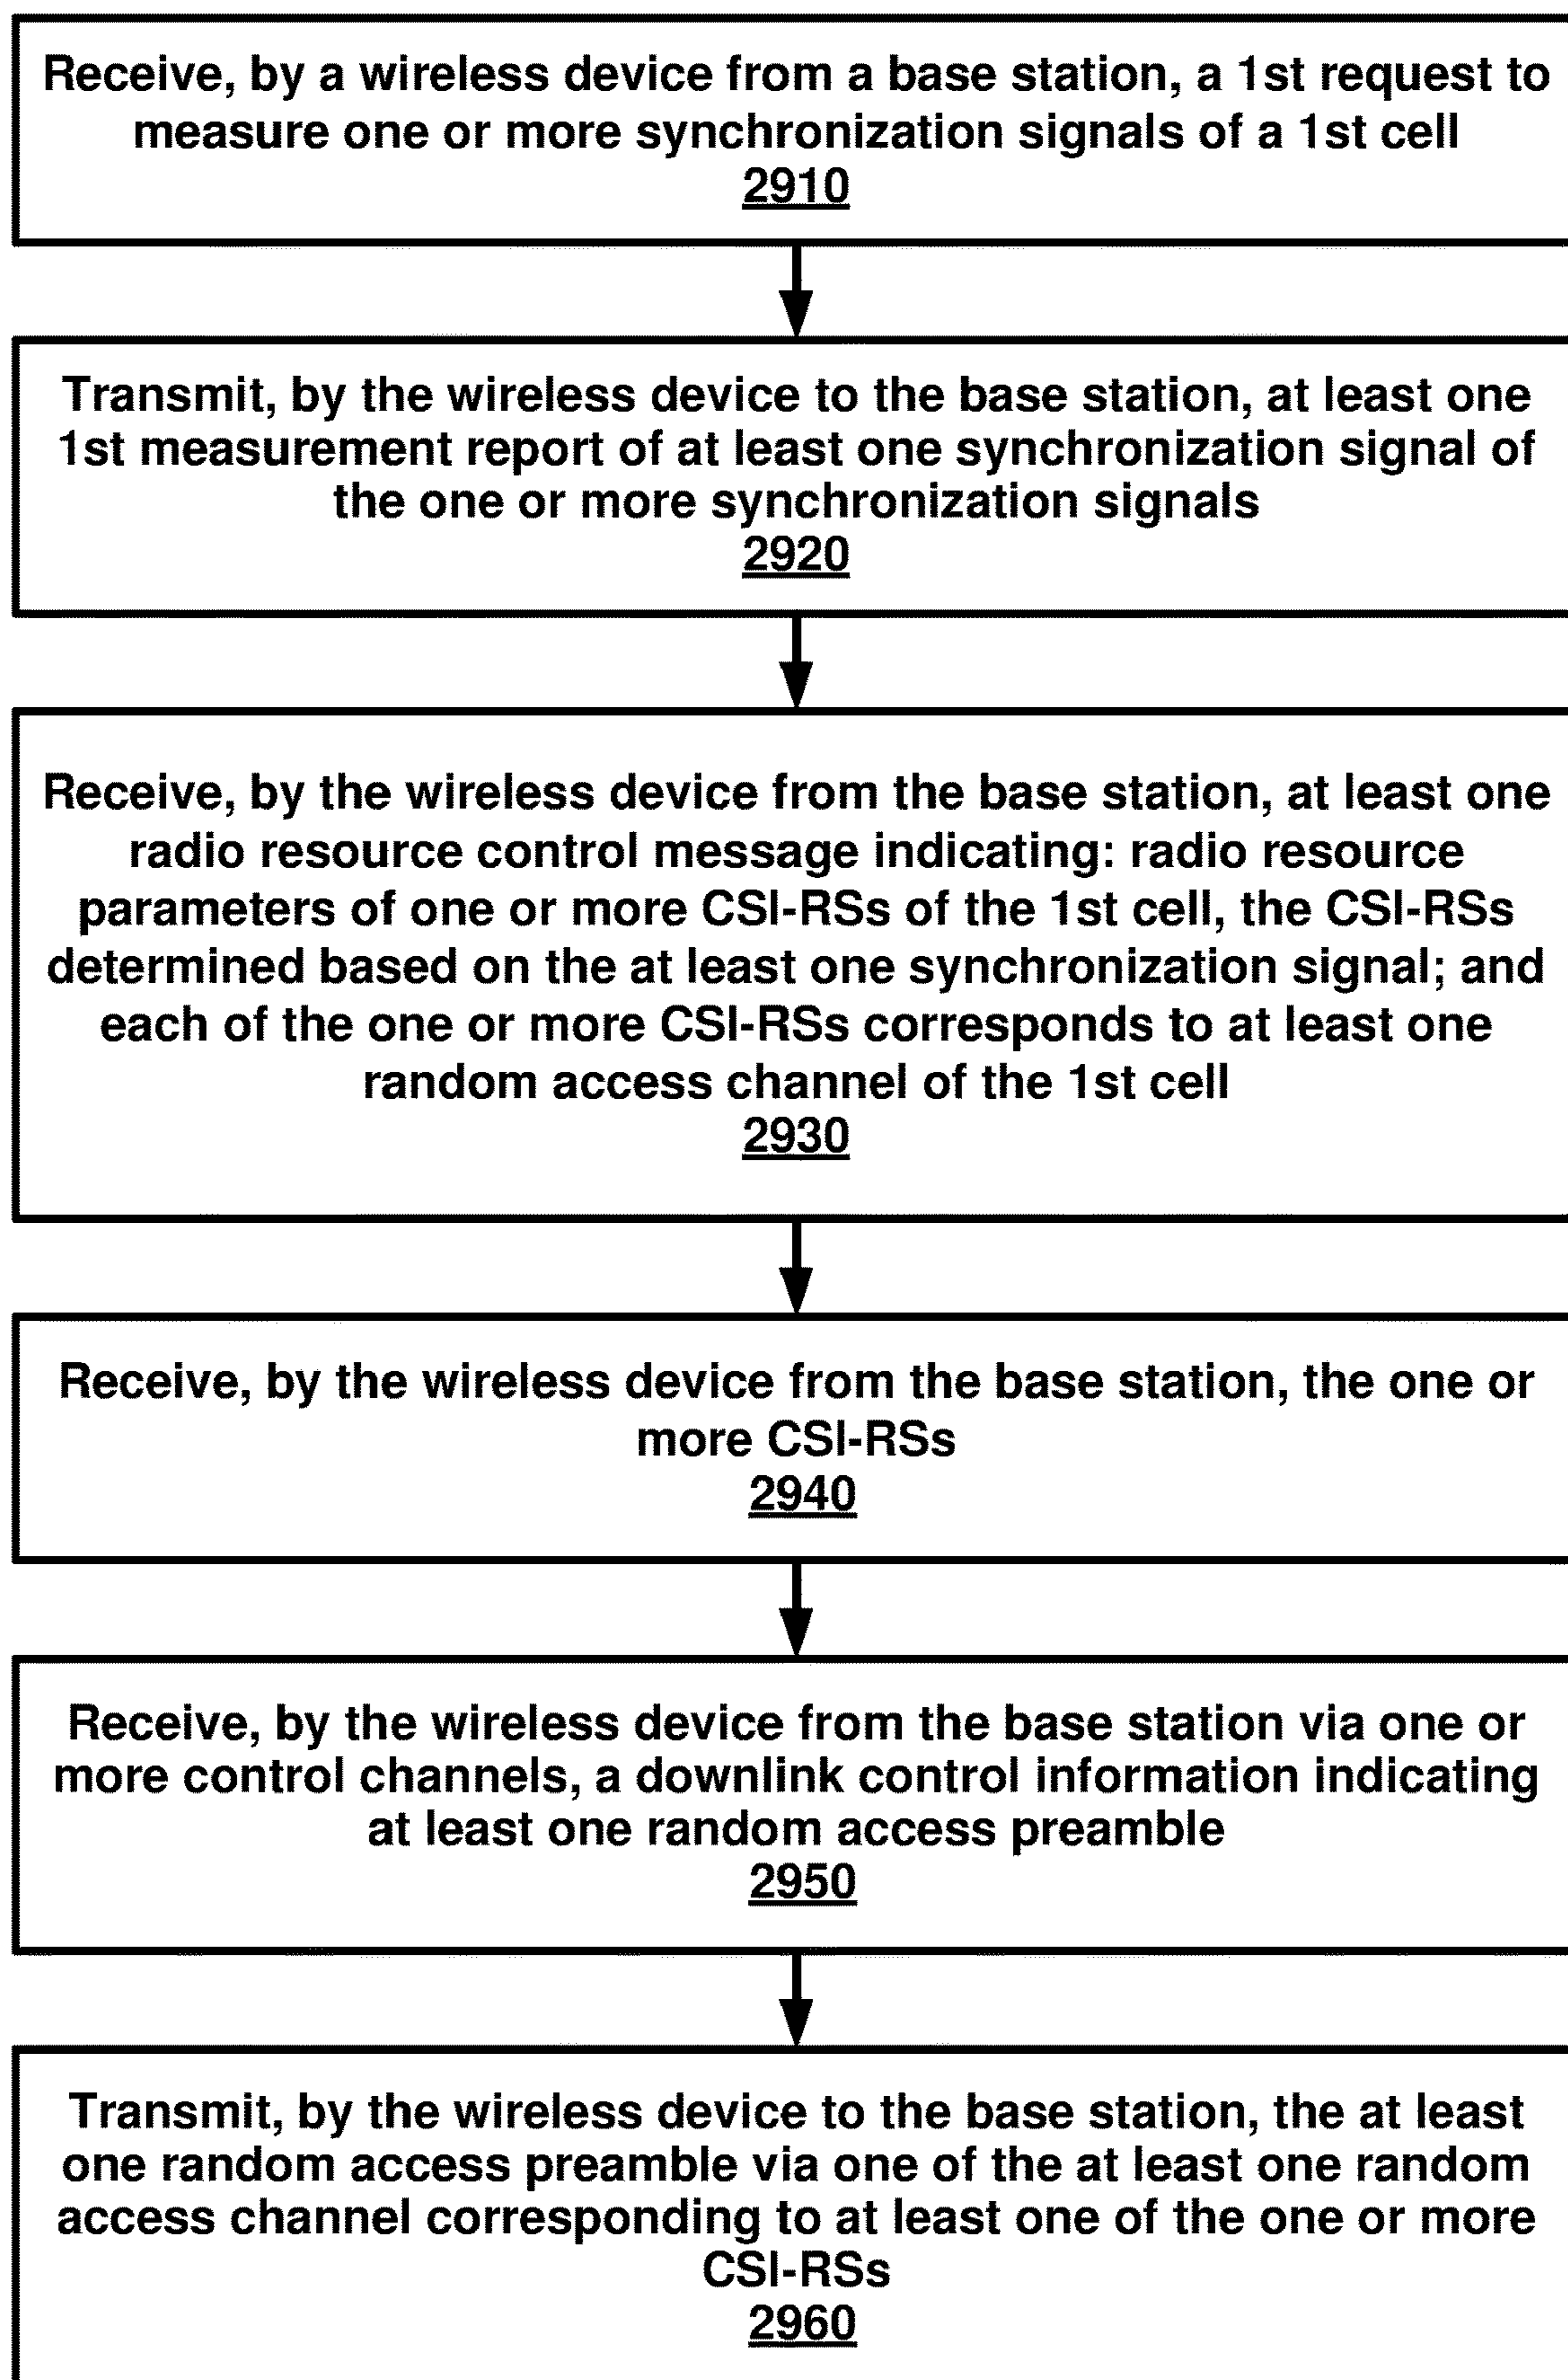 Receive, by a wireless device from a base station, a 1st request to
measure one or more synchronization signals of a 1st cell
2910
Transmit, by the wireless device to the base station, at least one
1st measurement report of at least one synchronization signal of
the one or more synchronization signals
2920
Receive, by the wireless device from the base station, at least one
radio resource control message indicating: radio resource
parameters of one or more CSI-RSs of the 1st cell, the CSI-RSs
determined based on the at least one synchronization signal; and
each of the one or more CSI-RSs corresponds to at least one
random access channel of the 1st cell
2930
Receive, by the wireless device from the base station, the one or
more CSI-RSs
2940
Receive, by the wireless device from the base station via one or
more control channels, a downlink control information indicating
at least one random access preamble
2950
Transmit, by the wireless device to the base station, the at least
one random access preamble via one of the at least one random
access channel corresponding to at least one of the one or more
CSI-RSs
2960